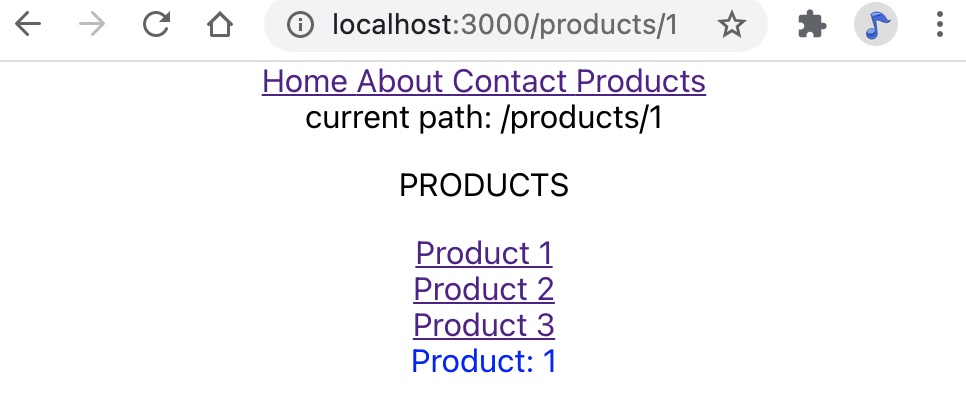 localhost:3000/products/1
Home About Contact Products
current path: /products/1
PRODUCTS
Product 1
Product 2
Product 3
Product: 1